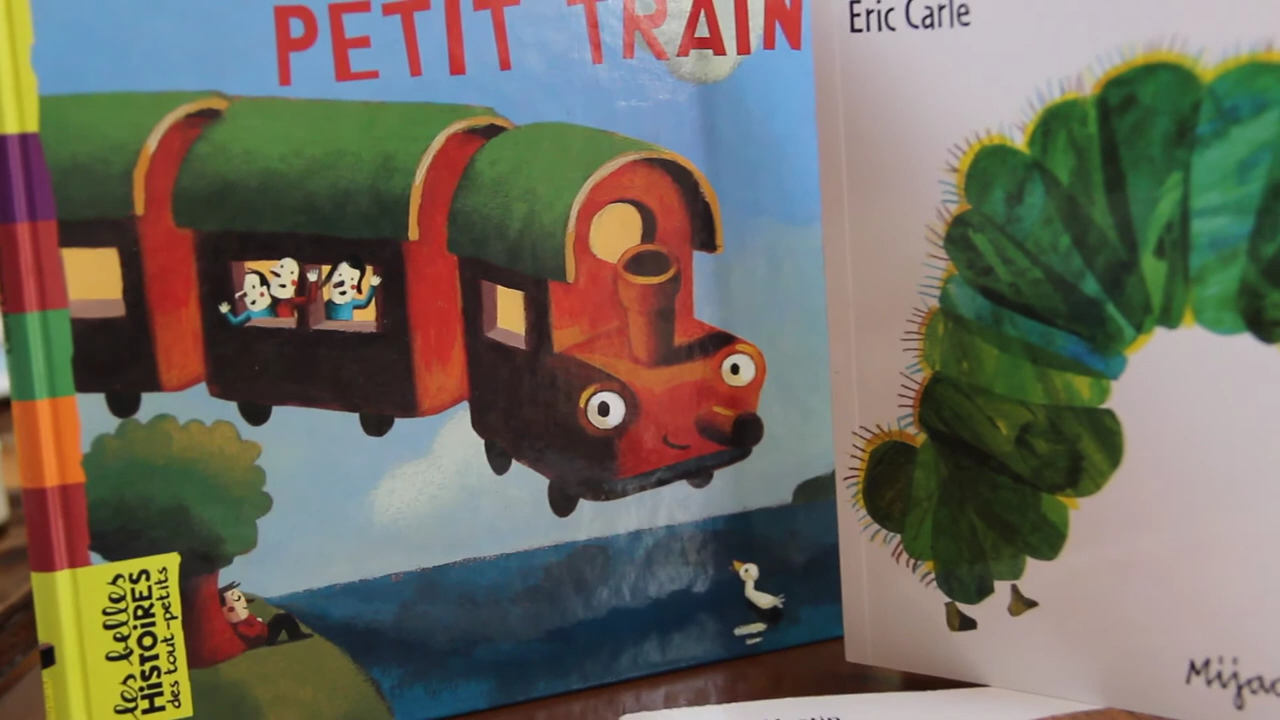 PETIT TRAIN
les belles
HiSTOiRES
des tout-petits
Eric Carle